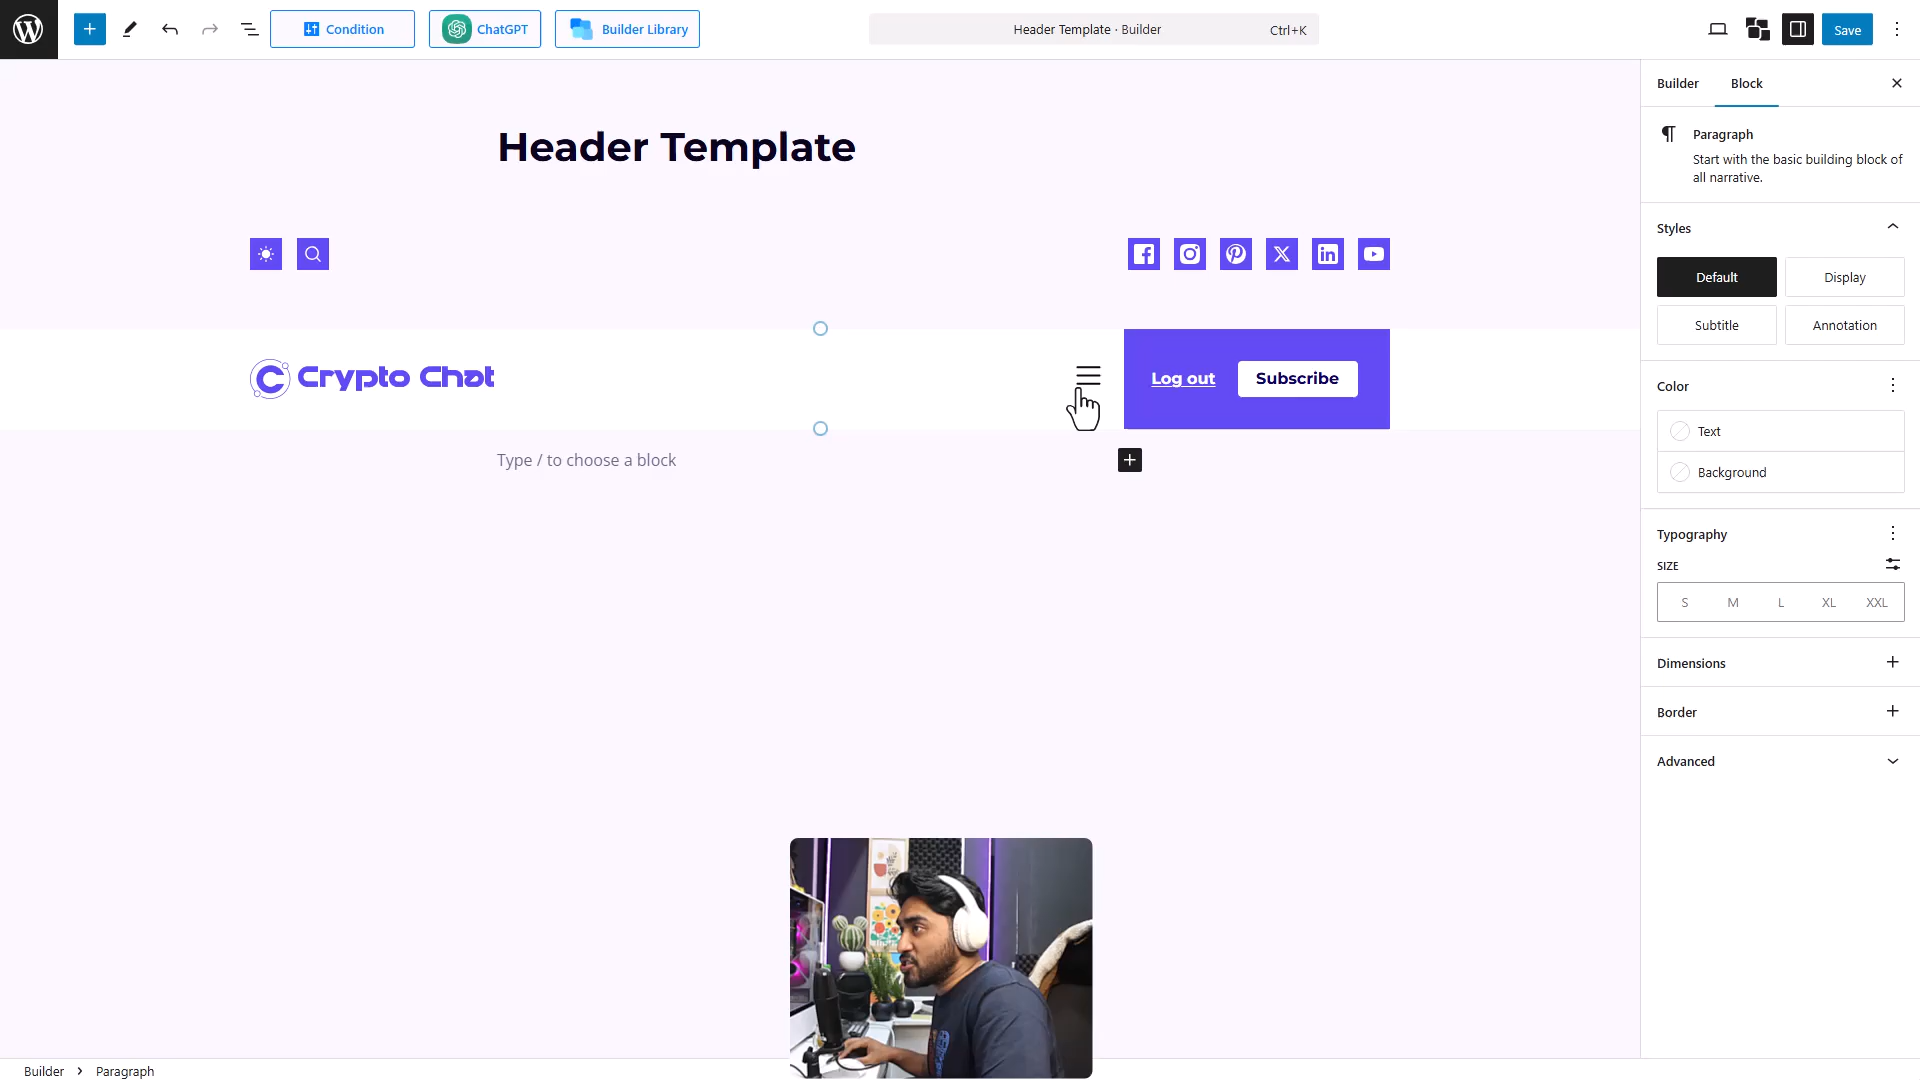 Condition
ChatGPT
Builder Library
Header Template · Builder
Ctrl+K
Save
Builder
Block
Header Template
Paragraph
Start with the basic building block of
all narrative.
Styles
Default
Display
Subtitle
Annotation
Crypto Chat
Log out
Subscribe
Type / to choose a block
Color
Text
Background
Typography
SIZE
S M L XL XXL
Dimensions
Border
Advanced
Builder > Paragraph